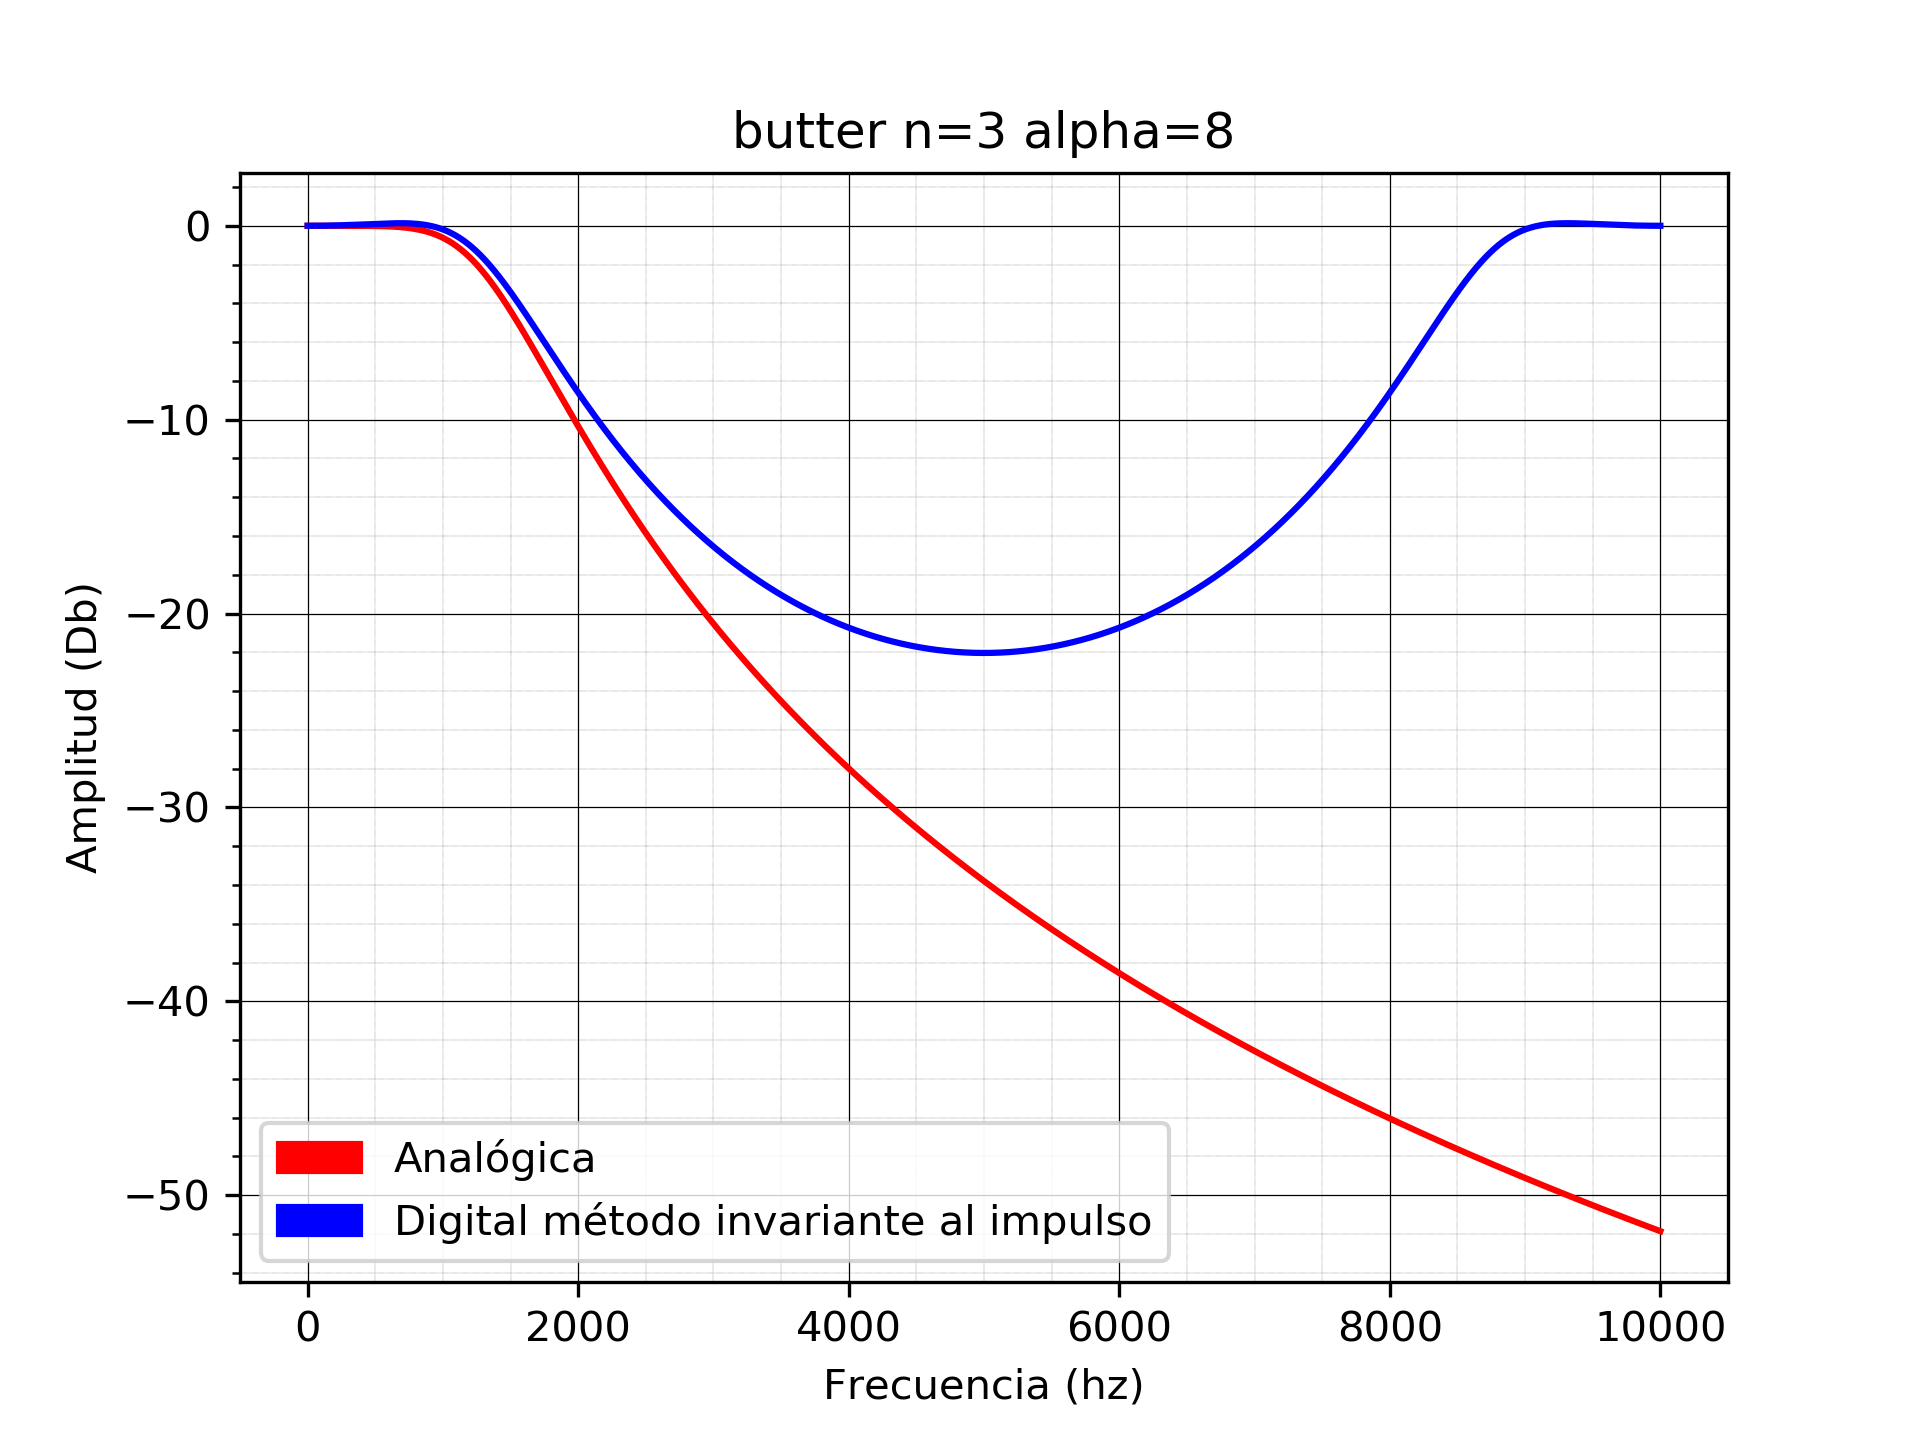 butter n=3 alpha=8
0
−10
−20
−30
−40
−50
Amplitud (Db)
Analógica
Digital método invariante al impulso
0 2000 4000 6000 8000 10000
Frecuencia (hz)